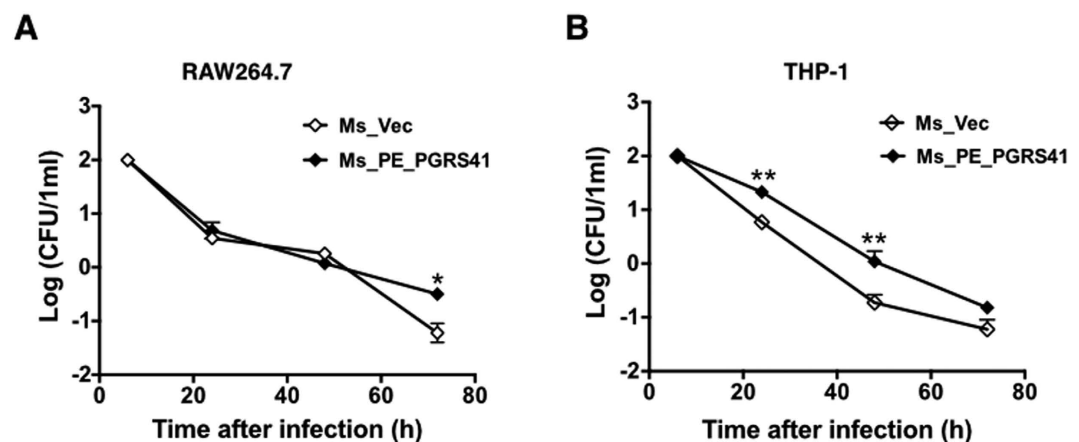 A
RAW264.7
Ms_Vec
Ms_PE_PGRS41
Log (CFU/1ml)
3
2
1
0
-1
-2
*
0
20
40
60
80
Time after infection (h)
B
THP-1
Ms_Vec
Ms_PE_PGRS41
Log (CFU/1ml)
3
2
1
0
-1
-2
**
**
0
20
40
60
80
Time after infection (h)